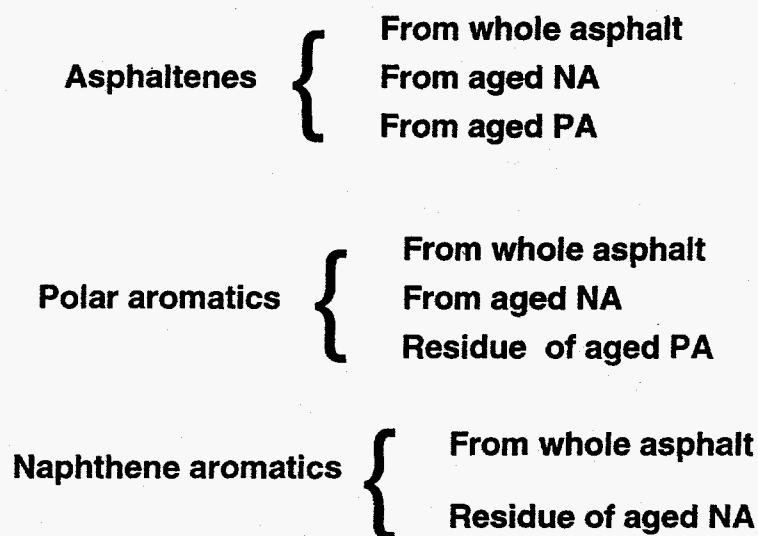 Asphaltenes { From whole asphalt
From aged NA
From aged PA
Polar aromatics { From whole asphalt
From aged NA
Residue of aged PA
Naphthene aromatics { From whole asphalt
Residue of aged NA